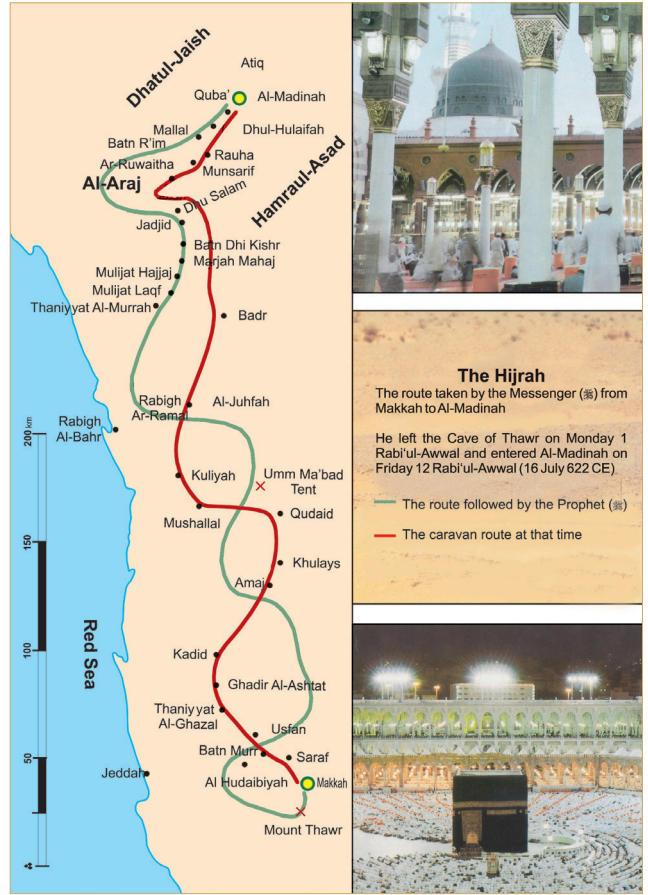 Atiq
Dhatul-Jaish
Quba’
Al-Madinah
Mallal
Dhul-Hulaifah
Batn R’im
Rauha
Ar-Ruwaitha
Munsarif
Hamraul-Asad
Al-Araj
Dhu Salam
Jadjid
Batn Dhi Kishr
Marjah Mahaj
Mulijat Hajjaj
Mulijat Laqf
Thaniyyat Al-Murrah
Badr
Rabigh
Ar-Ramal
Al-Juhfah
Rabigh
Al-Bahr
200 km
Kuliyah
Umm Ma’bad
Tent
Mushallal
Qudaid
150
Khulays
Amaj
Red Sea
100
Kadid
Ghadir Al-Ashtat
Thaniyyat
Al-Ghazal
Usfan
50
Batn Murr
Saraf
Jeddah
Al Hudaibiyah
Makkah
Mount Thawr
The Hijrah
The route taken by the Messenger (ﷺ) from
Makkah to Al-Madinah
He left the Cave of Thawr on Monday 1
Rabi‘ul-Awwal and entered Al-Madinah on
Friday 12 Rabi‘ul-Awwal (16 July 622 CE)
The route followed by the Prophet (ﷺ)
The caravan route at that time